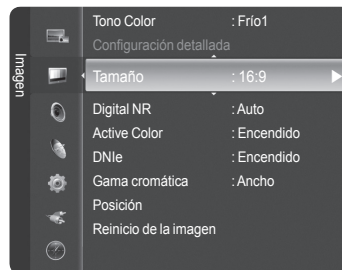 Imagen
Tono Color : Frío1
Configuración detallada
Tamaño : 16:9
Digital NR : Auto
Active Color : Encendido
DNIe : Encendido
Gama cromática : Ancho
Posición
Reinicio de la imagen